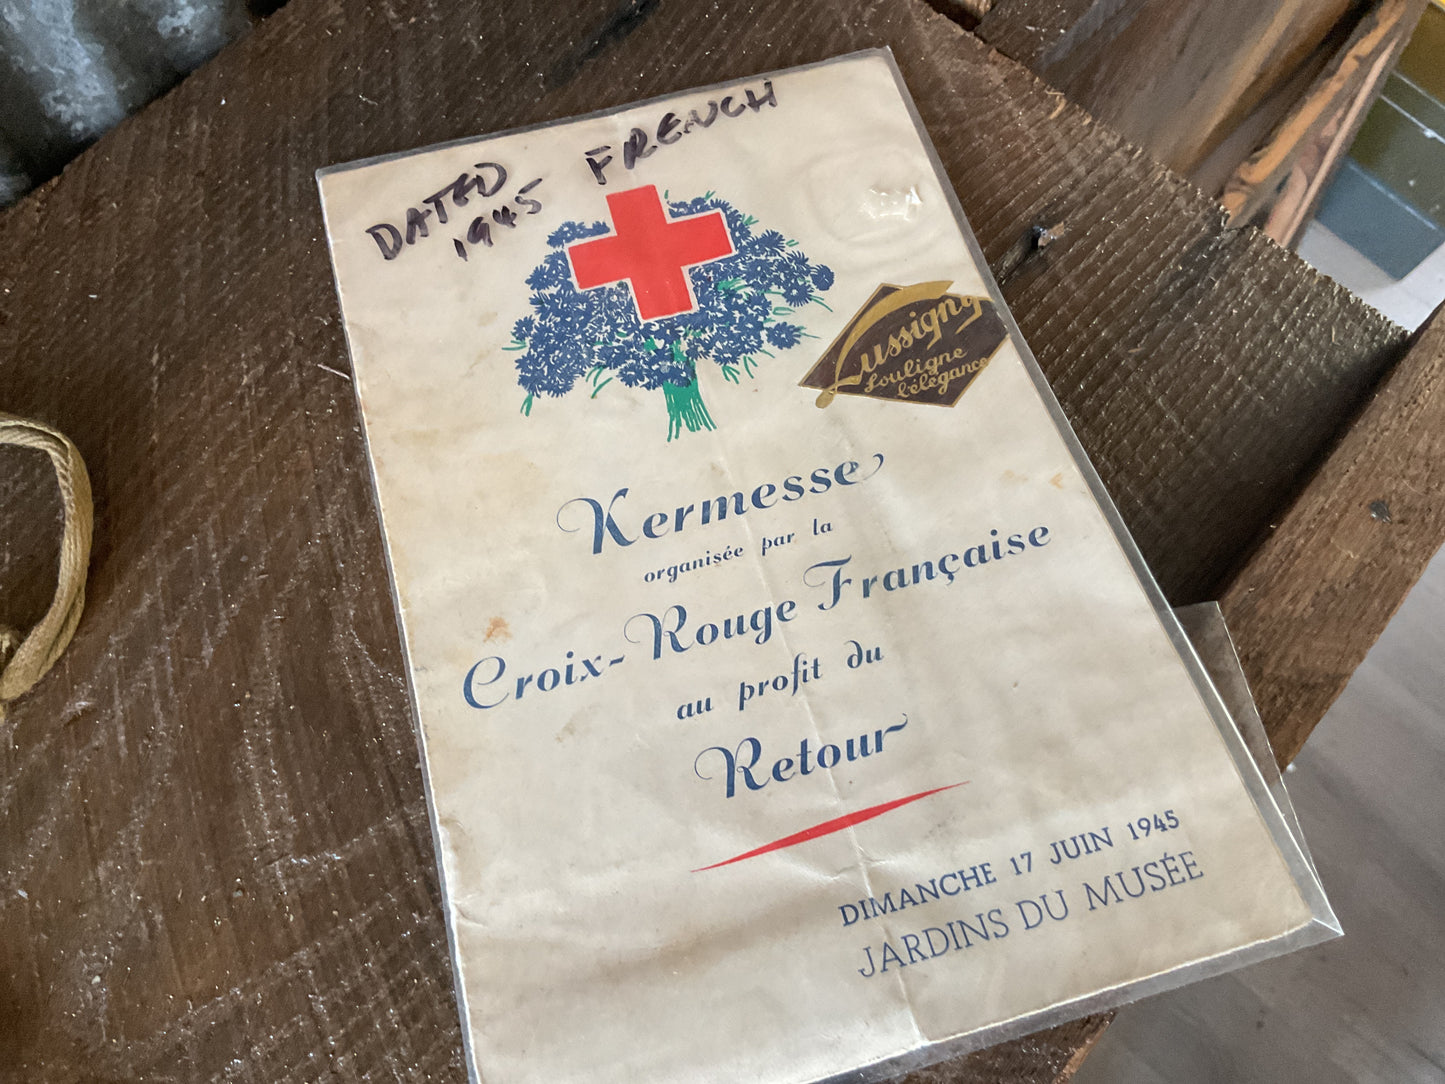 DATED
1945 FRENCH
Lussigny
souligne
l'élégance
Kermesse
organisée par la
Croix-Rouge Française
au profit du
Retour
DIMANCHE 17 JUIN 1945
JARDINS DU MUSÉE